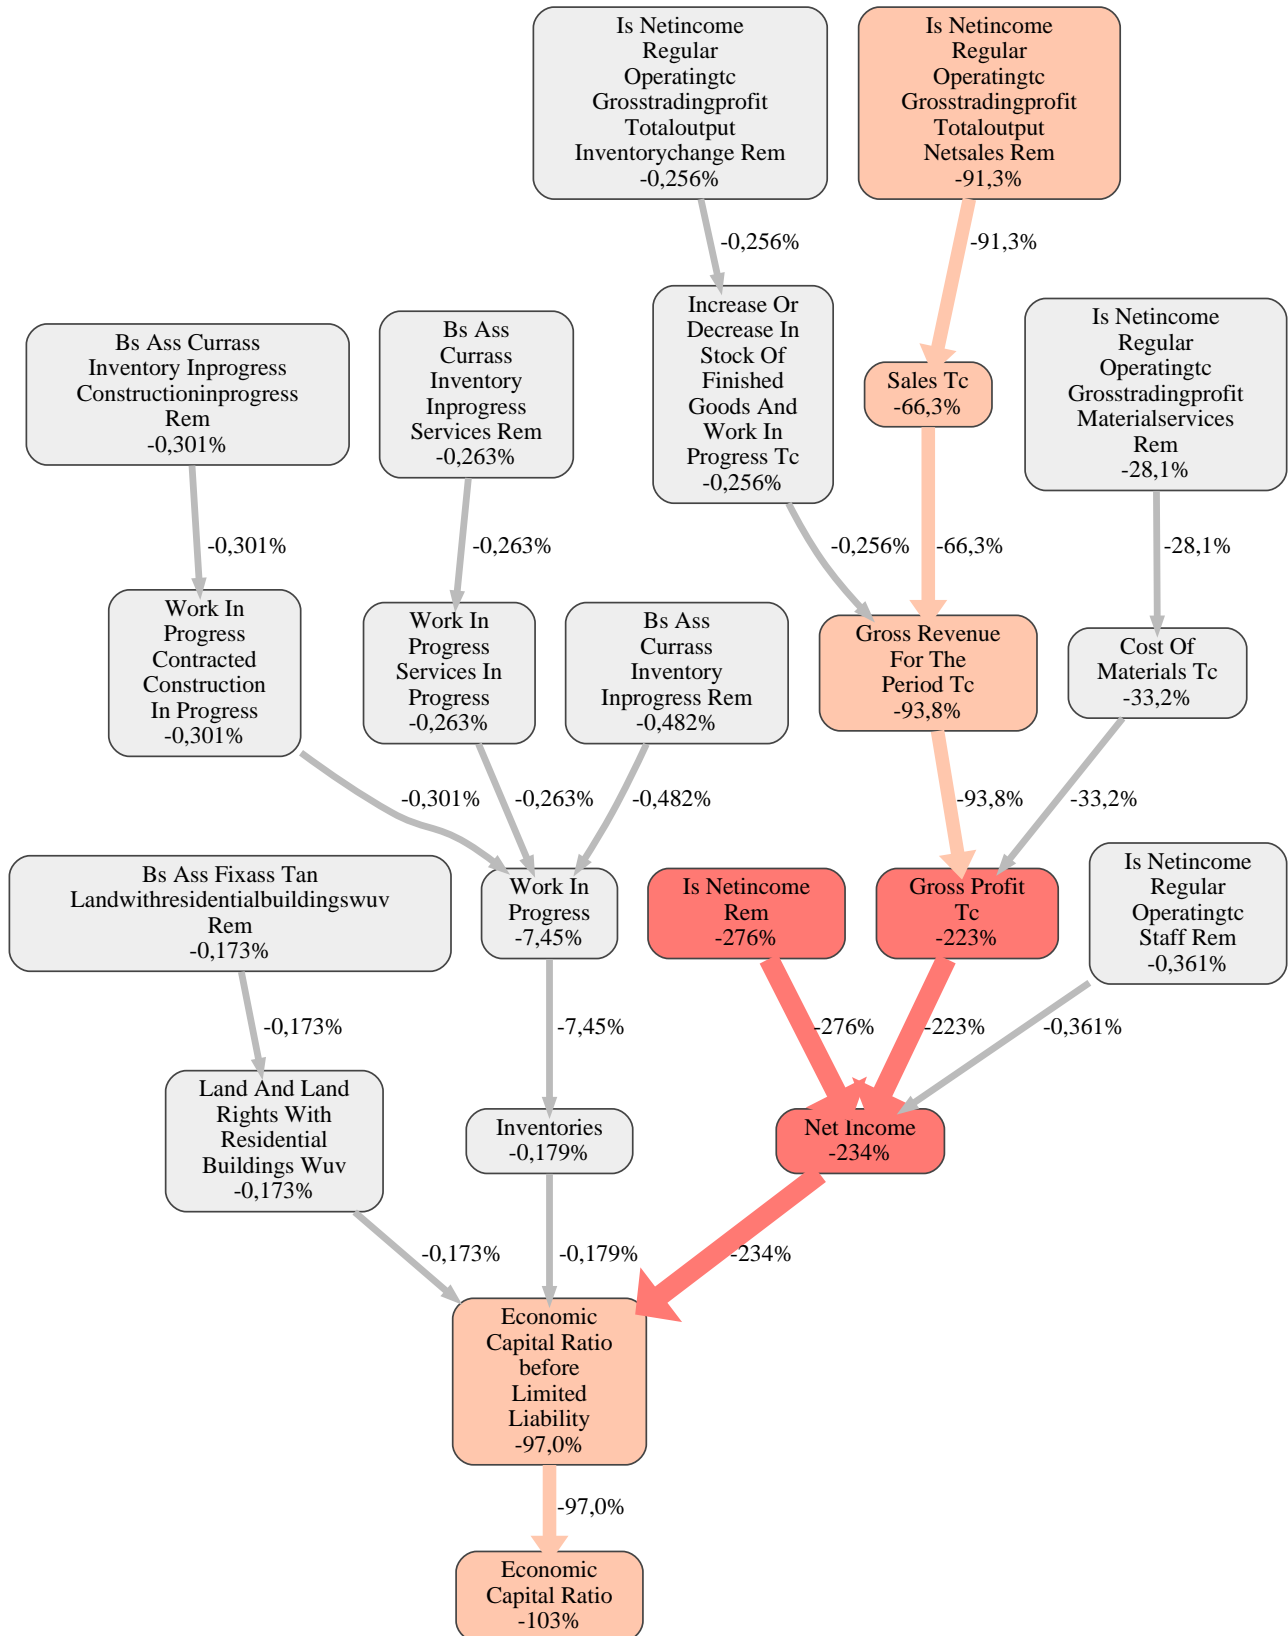 Is Netincome
Regular
Operatingtc
Grosstradingprofit
Totaloutput
Inventorychange Rem
-0,256%
Is Netincome
Regular
Operatingtc
Grosstradingprofit
Totaloutput
Netsales Rem
-91,3%
-0,256%
-91,3%
Bs Ass Currass
Inventory Inprogress
Constructioninprogress
Rem
-0,301%
Bs Ass
Currass
Inventory
Inprogress
Services Rem
-0,263%
Increase Or
Decrease In
Stock Of
Finished
Goods And
Work In
Progress Tc
-0,256%
Sales Tc
-66,3%
Is Netincome
Regular
Operatingtc
Grosstradingprofit
Materialservices
Rem
-28,1%
-0,301%
-0,263%
-0,256%
-66,3%
-28,1%
Work In
Progress
Contracted
Construction
In Progress
-0,301%
Work In
Progress
Services In
Progress
-0,263%
Bs Ass
Currass
Inventory
Inprogress Rem
-0,482%
Gross Revenue
For The
Period Tc
-93,8%
Cost Of
Materials Tc
-33,2%
-0,301%
-0,263%
-0,482%
-93,8%
-33,2%
Bs Ass Fixass Tan
Landwithresidentialbuildingswuv
Rem
-0,173%
Work In
Progress
-7,45%
Is Netincome
Rem
-276%
Gross Profit
Tc
-223%
Is Netincome
Regular
Operatingtc
Staff Rem
-0,361%
-0,173%
-7,45%
-276%
-223%
-0,361%
Land And Land
Rights With
Residential
Buildings Wuv
-0,173%
Inventories
-0,179%
Net Income
-234%
-0,173%
-0,179%
-234%
Economic
Capital Ratio
before
Limited
Liability
-97,0%
-97,0%
Economic
Capital Ratio
-103%